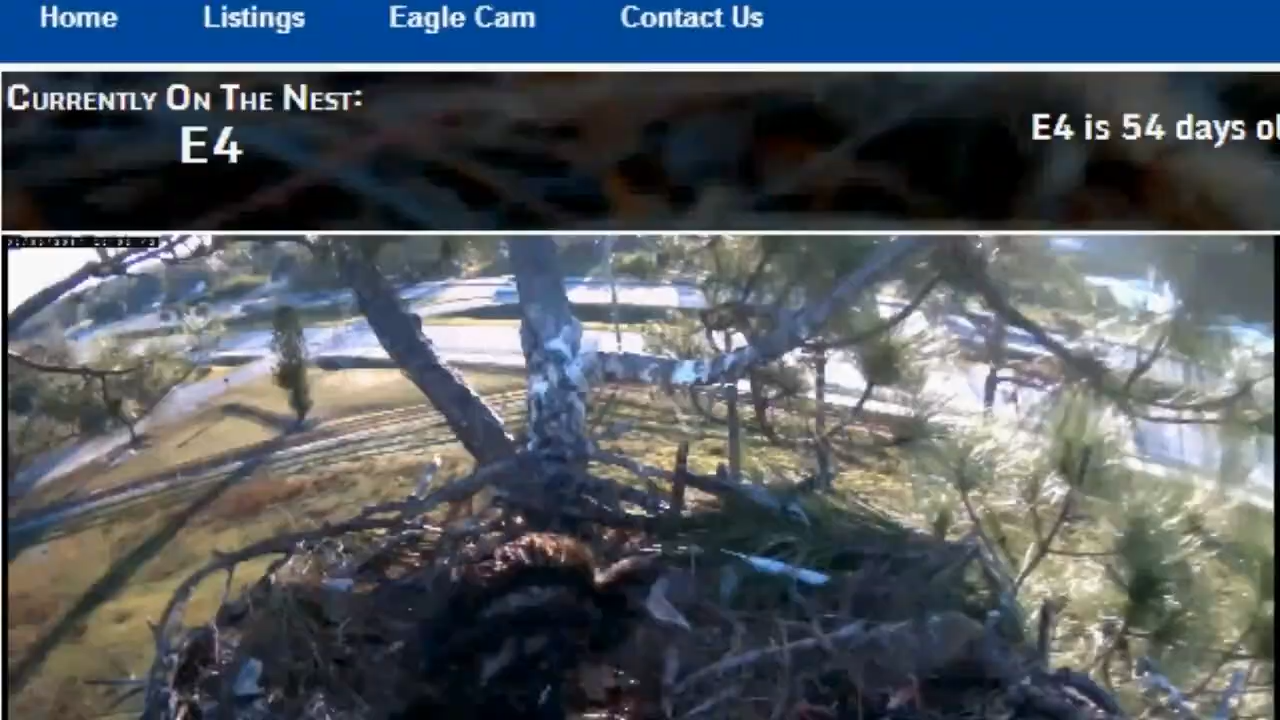 Home Listings Eagle Cam Contact Us
CURRENTLY ON THE NEST:
E4
E4 is 54 days